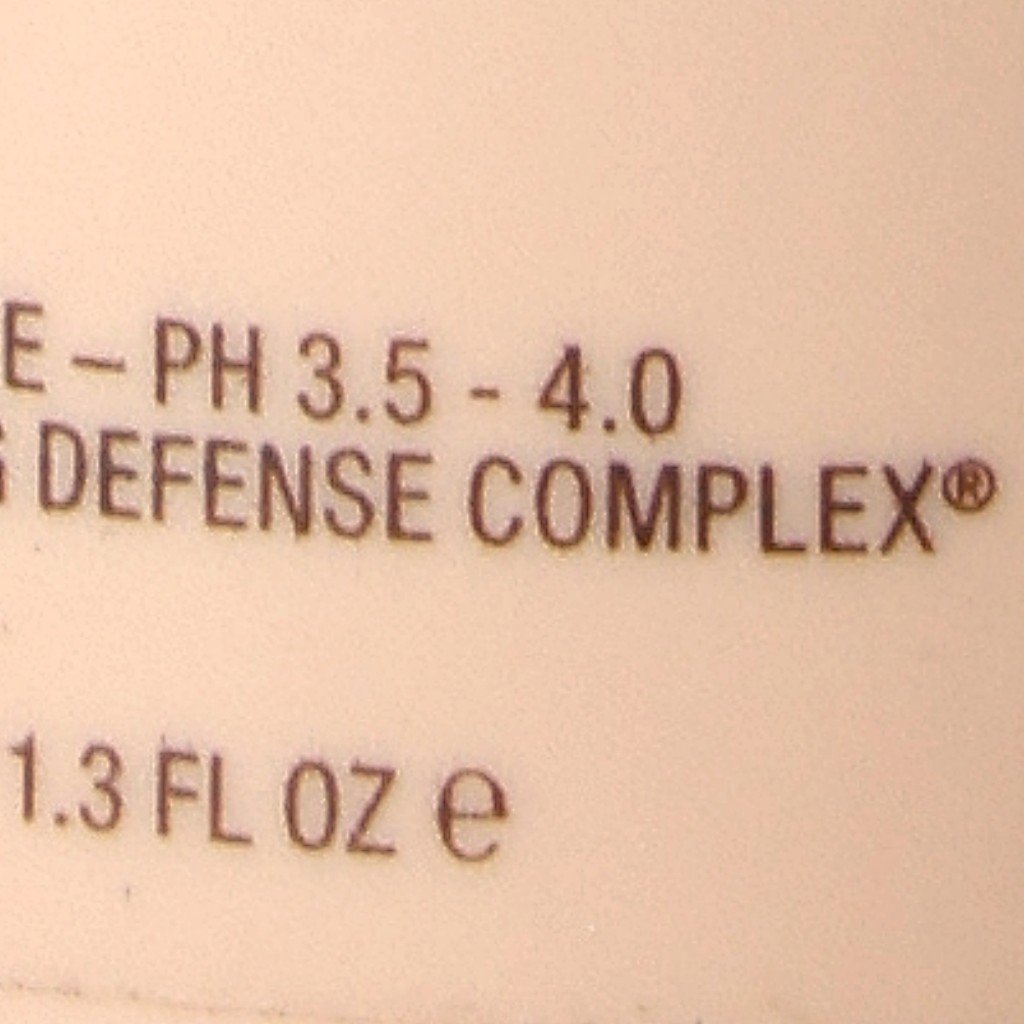 E – PH 3.5 - 4.0
DEFENSE COMPLEX®
1.3 FL OZ ℮